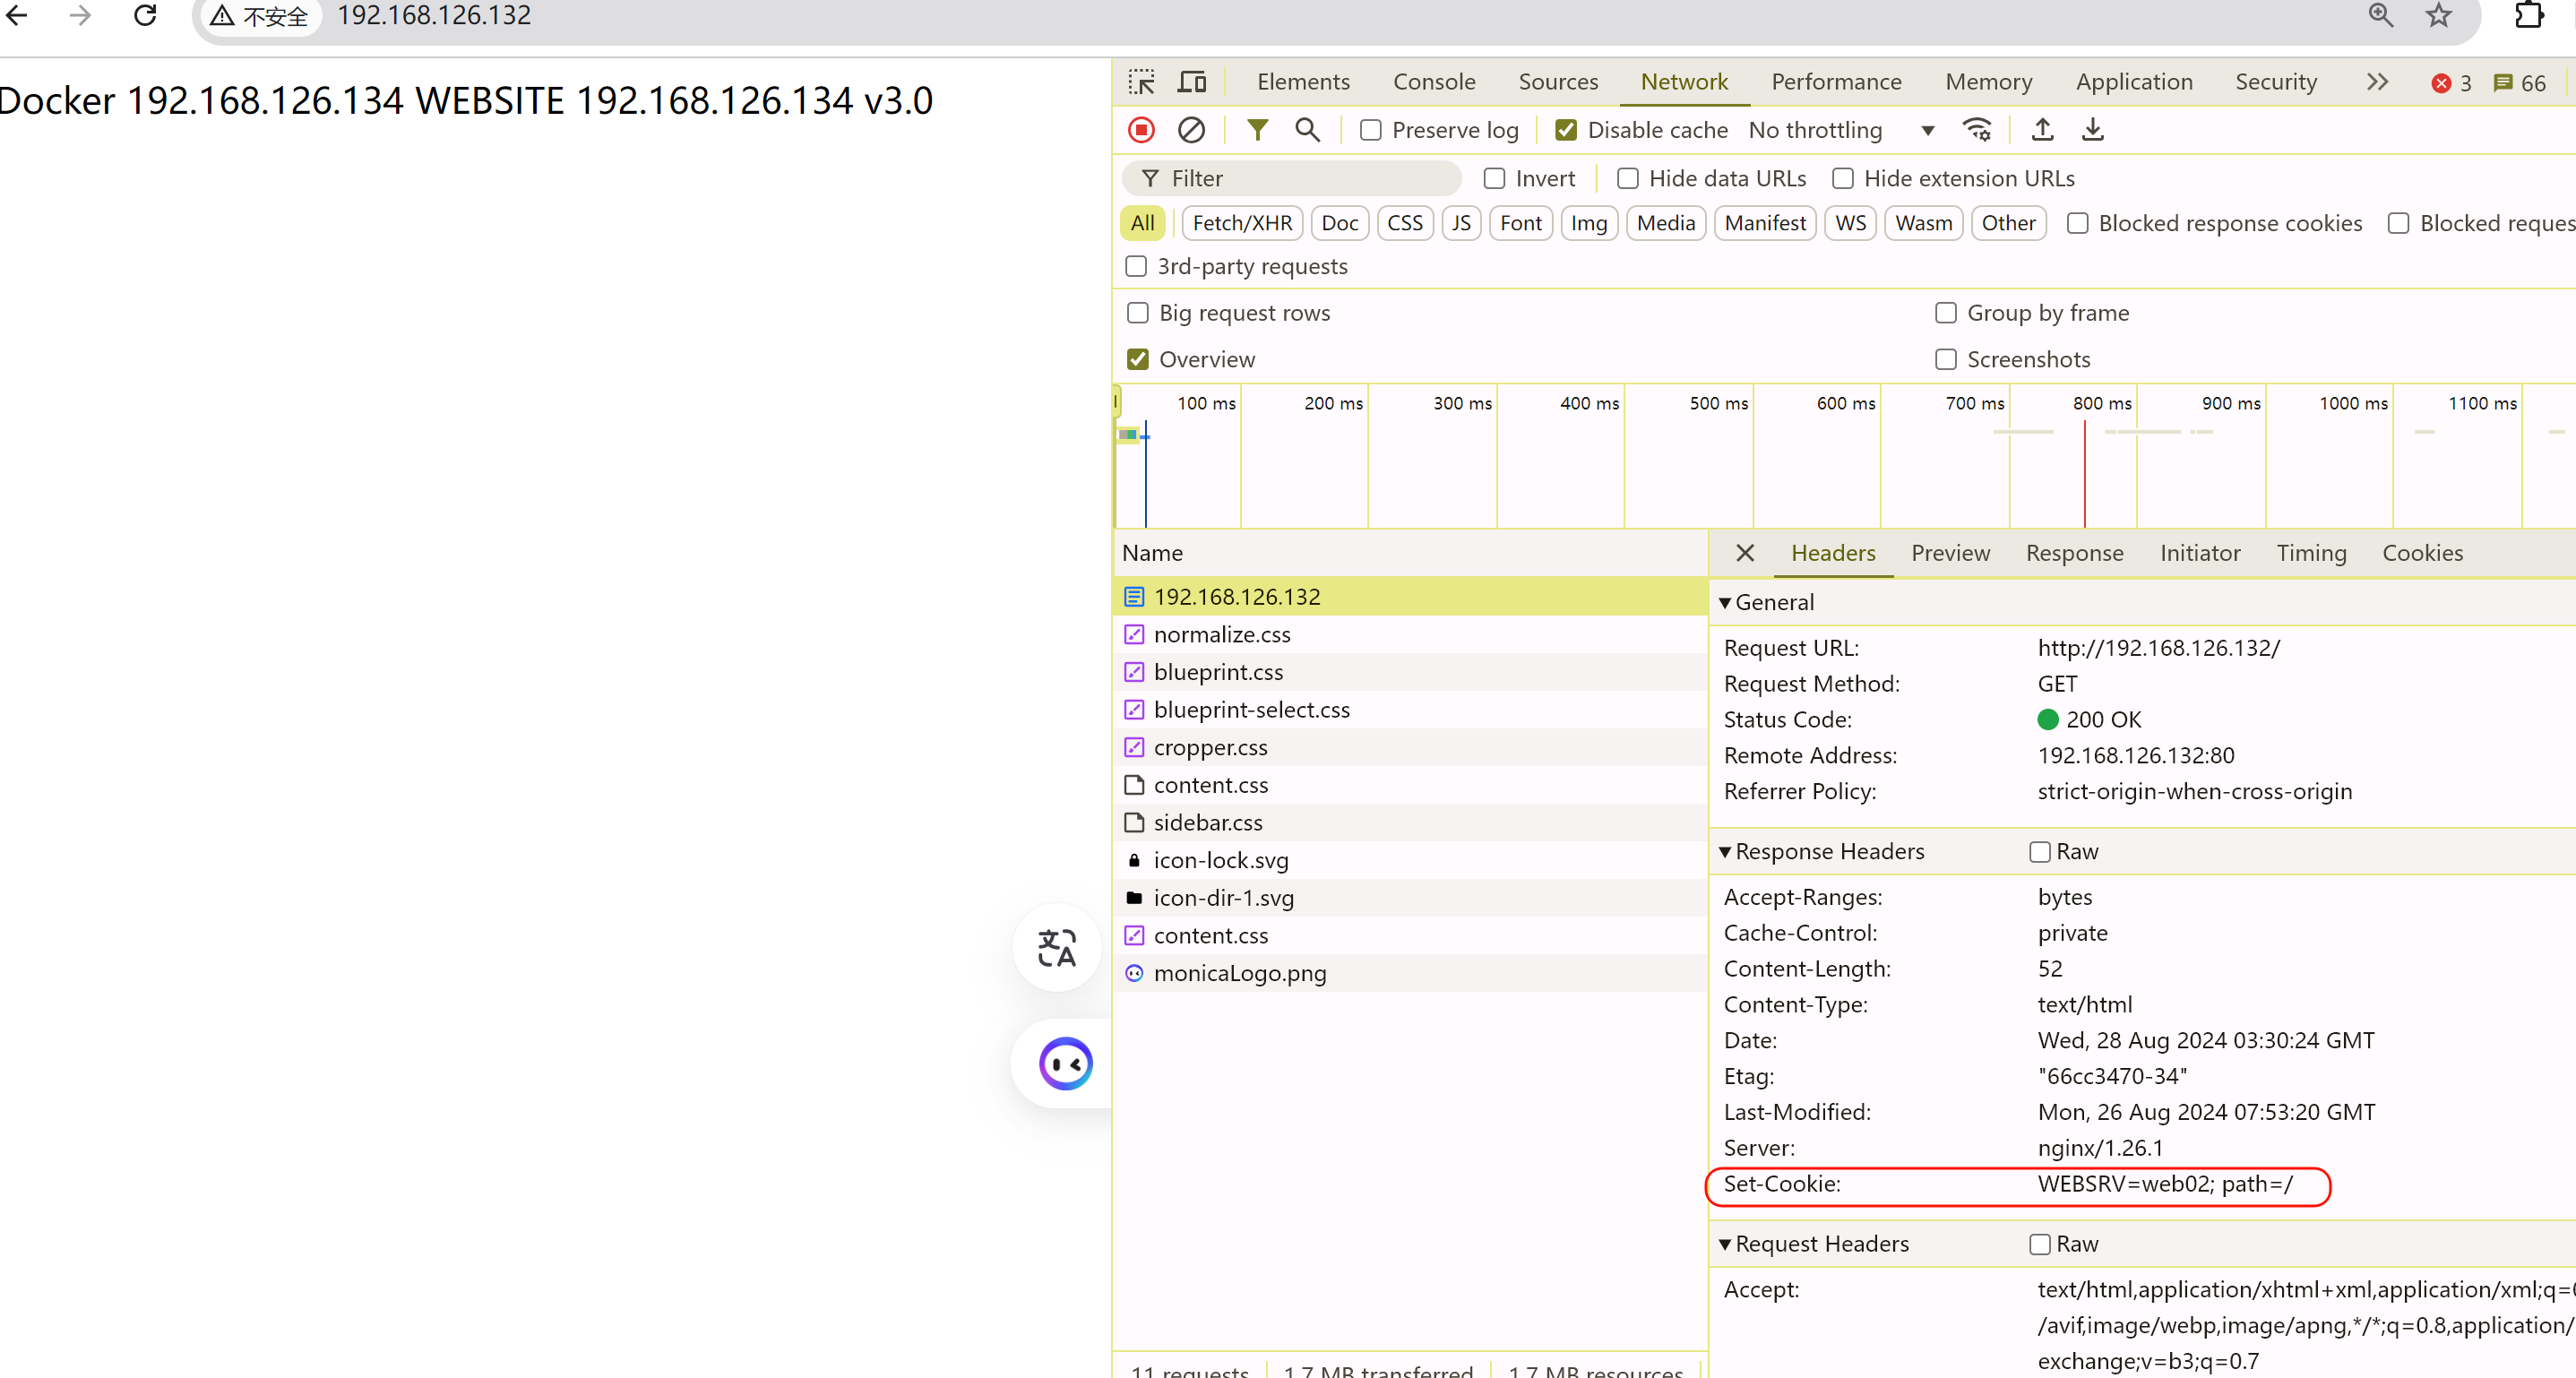 不安全 192.168.126.132
Docker 192.168.126.134 WEBSITE 192.168.126.134 v3.0
Elements Console Sources Network Performance Memory Application Security 3 66
Preserve log Disable cache No throttling
Filter Invert Hide data URLs Hide extension URLs
All Fetch/XHR Doc CSS JS Font Img Media Manifest WS Wasm Other Blocked response cookies Blocked reques
3rd-party requests
Big request rows Group by frame
Overview Screenshots
100 ms 200 ms 300 ms 400 ms 500 ms 600 ms 700 ms 800 ms 900 ms 1000 ms 1100 ms
Name
192.168.126.132
normalize.css
blueprint.css
blueprint-select.css
cropper.css
content.css
sidebar.css
icon-lock.svg
icon-dir-1.svg
content.css
monicaLogo.png
11 requests 1.7 MB transferred 1.7 MB resources
Headers Preview Response Initiator Timing Cookies
General
Request URL: http://192.168.126.132/
Request Method: GET
Status Code: 200 OK
Remote Address: 192.168.126.132:80
Referrer Policy: strict-origin-when-cross-origin
Response Headers Raw
Accept-Ranges: bytes
Cache-Control: private
Content-Length: 52
Content-Type: text/html
Date: Wed, 28 Aug 2024 03:30:24 GMT
Etag: "66cc3470-34"
Last-Modified: Mon, 26 Aug 2024 07:53:20 GMT
Server: nginx/1.26.1
Set-Cookie: WEBSRV=web02; path=/
Request Headers Raw
Accept: text/html,application/xhtml+xml,application/xml;q=
/avif,image/webp,image/apng,*/*;q=0.8,application/
exchange;v=b3;q=0.7